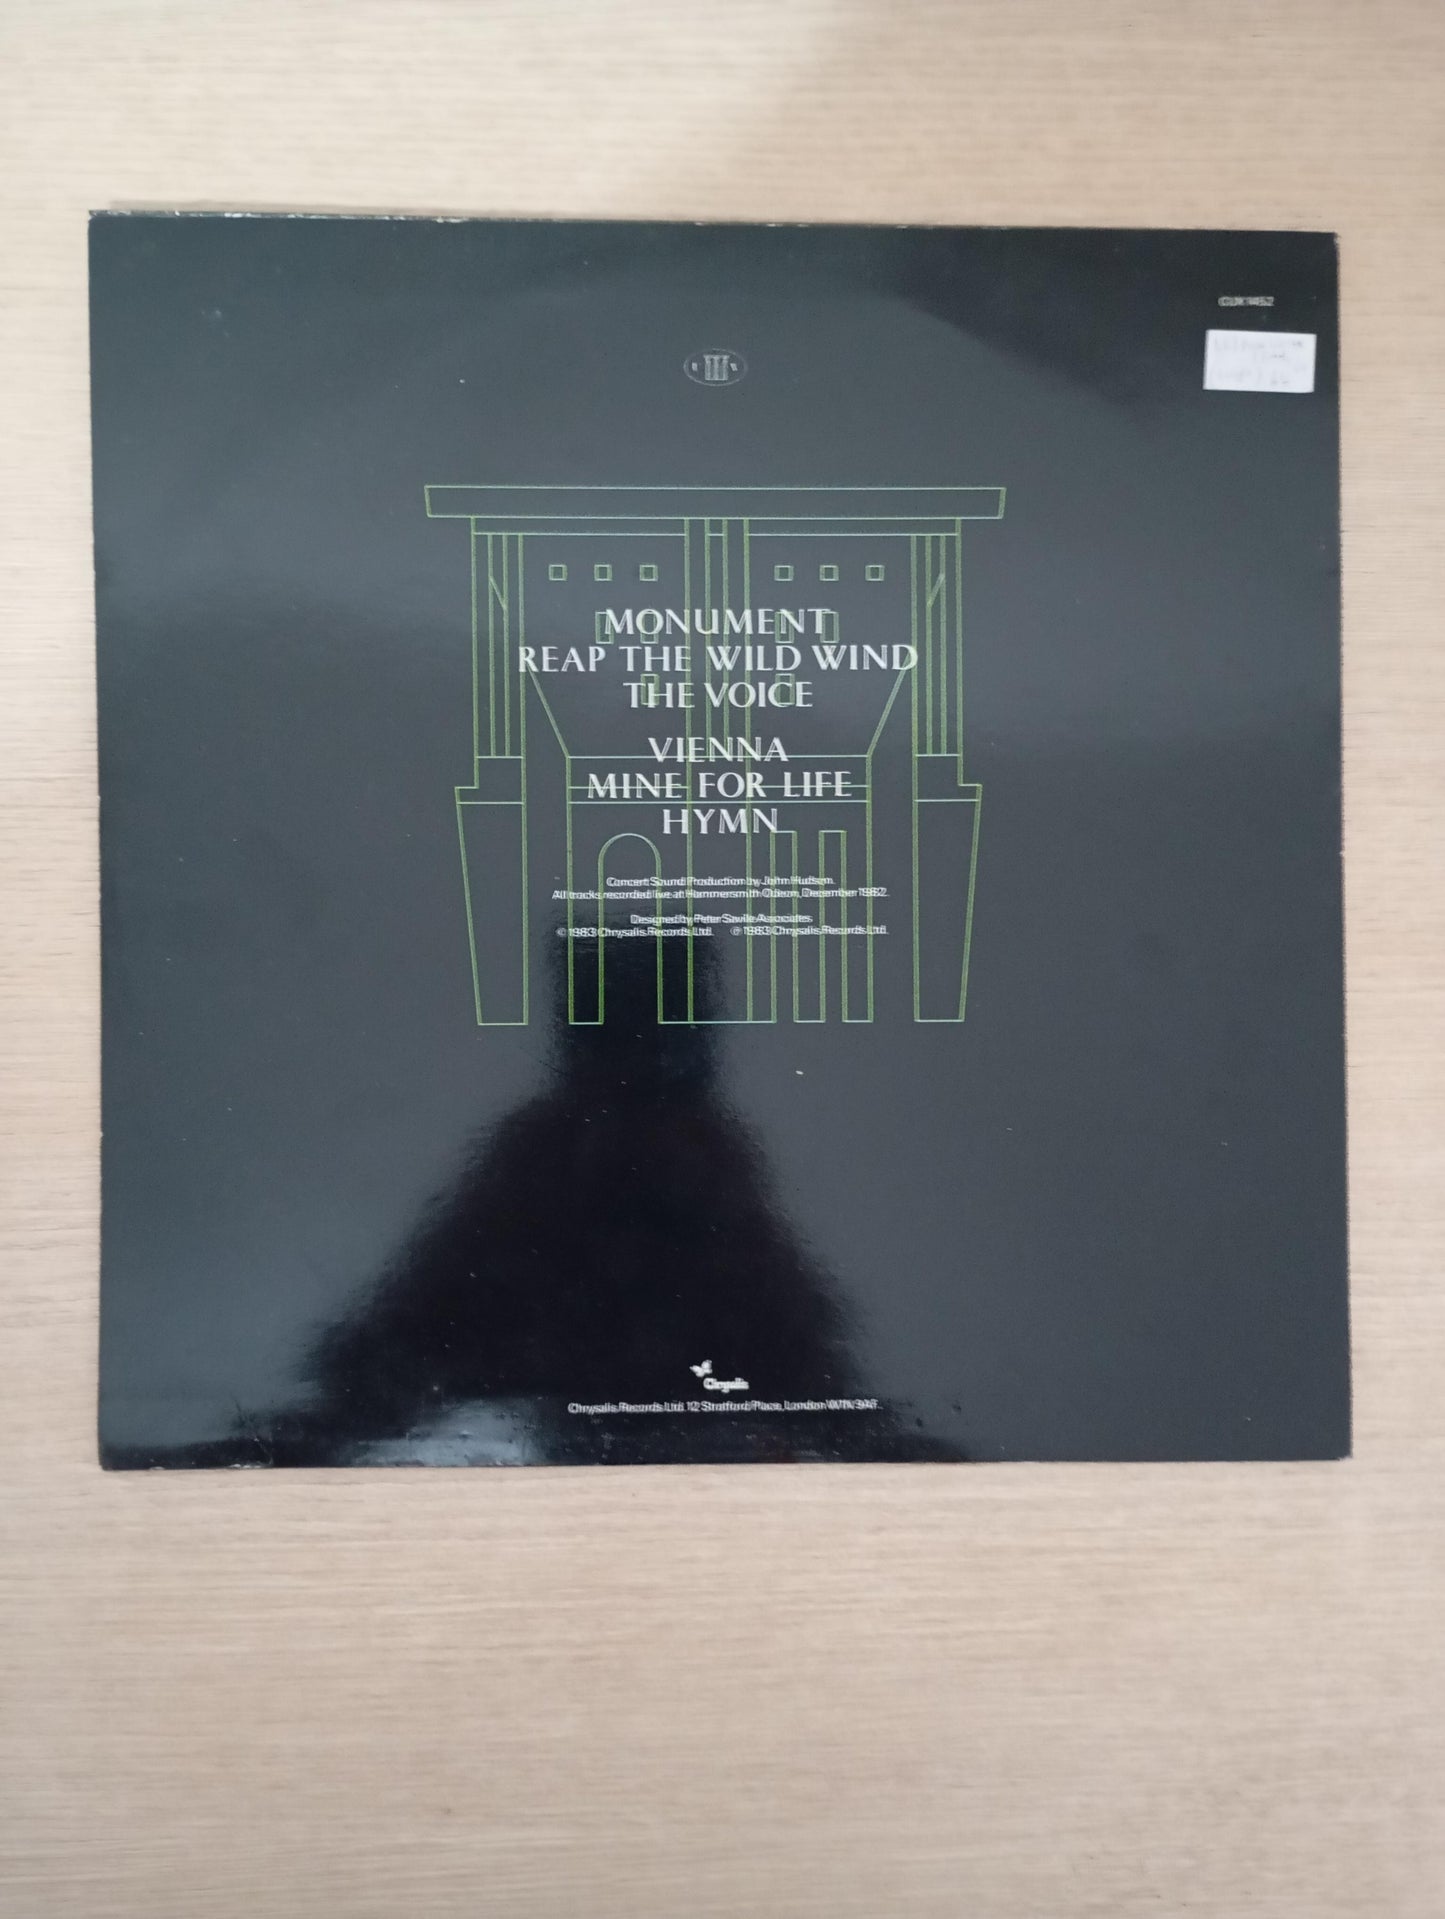 CUX 1452
MONUMENT
REAP THE WILD WIND
THE VOICE
VIENNA
MINE FOR LIFE
HYMN
Concert Sound Production by John Hudson.
All tracks recorded live at Hammersmith Odeon, December 1982.
Designed by Peter Saville Associates
© 1983 Chrysalis Records Ltd. ℗ 1983 Chrysalis Records Ltd.
Chrysalis
Chrysalis Records Ltd. 12 Stratford Place, London W1N 9AF.